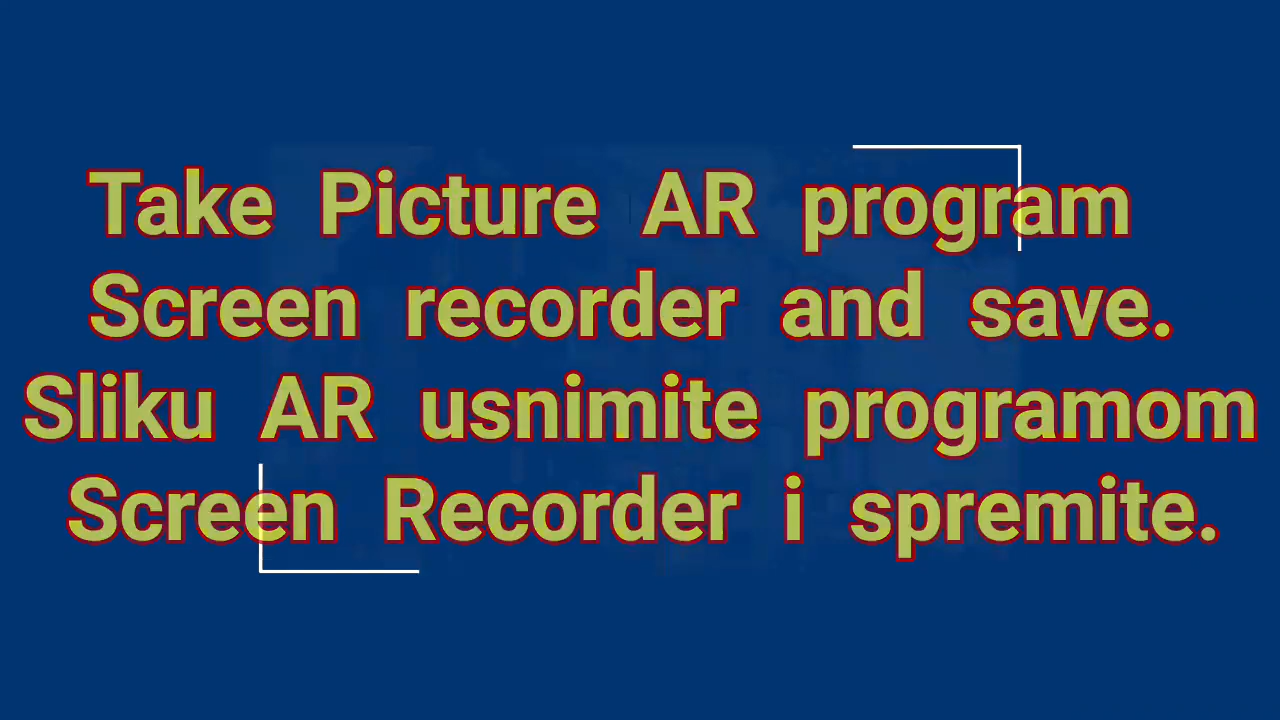 Take Picture AR program
Screen recorder and save.
Sliku AR usnimite programom
Screen Recorder i spremite.